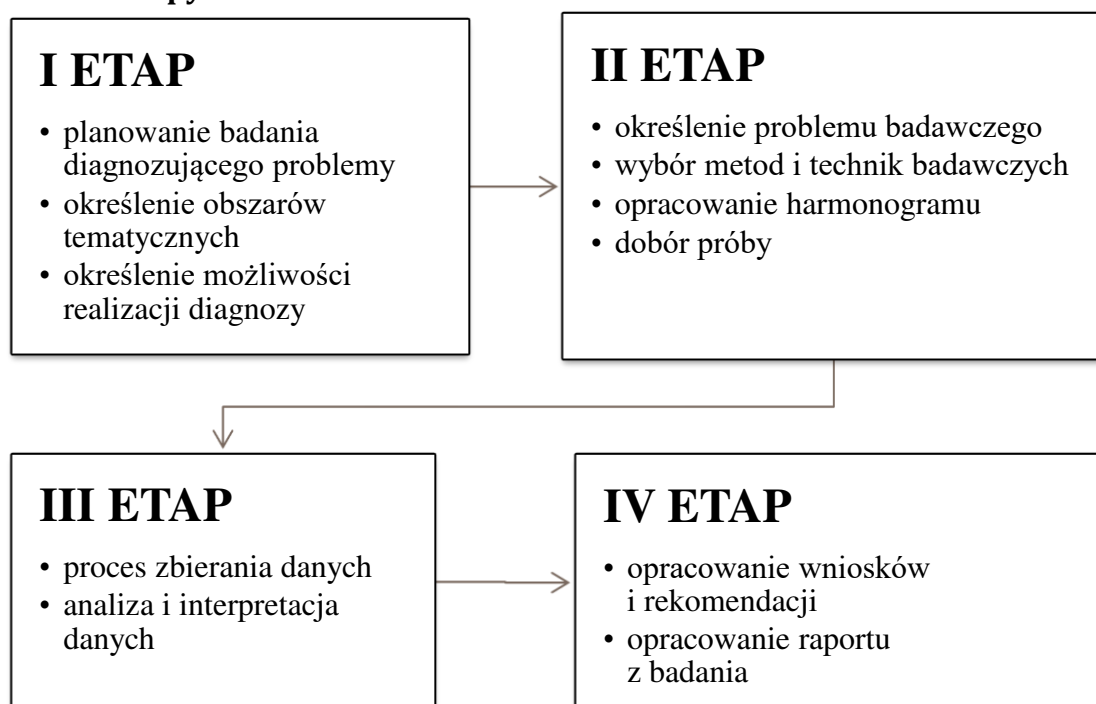 I ETAP
• planowanie badania
diagnozującego problemy
• określenie obszarów
tematycznych
• określenie możliwości
realizacji diagnozy
II ETAP
• określenie problemu badawczego
• wybór metod i technik badawczych
• opracowanie harmonogramu
• dobór próby
III ETAP
• proces zbierania danych
• analiza i interpretacja
danych
IV ETAP
• opracowanie wniosków
i rekomendacji
• opracowanie raportu
z badania